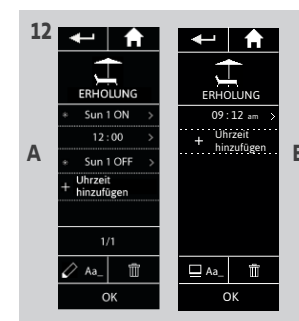 12
ERHOLUNG
Sun 1 ON >
12 : 00 >
Sun 1 OFF >
+ Uhrzeit
hinzufügen
1/1
Aa_
OK
A
ERHOLUNG
09 : 12 am >
+ Uhrzeit
hinzufügen
Aa_
OK